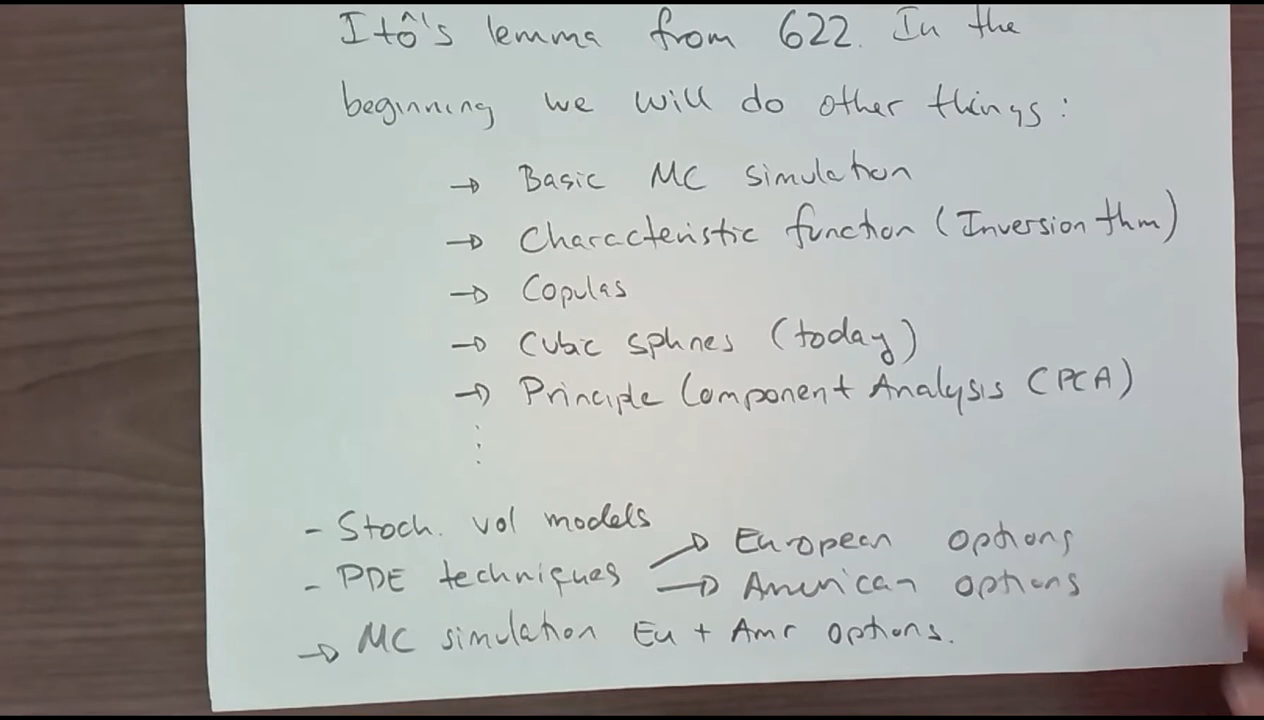 Itô's lemma from 622. In the
beginning we will do other things:
→ Basic MC simulation
→ Characteristic function (Inversion thm)
→ Copulas
→ Cubic splines (today)
→ Principle Component Analysis (PCA)
⋮
- Stoch. vol models
- PDE techniques → European options
→ American options
→ MC simulation Eu + Amr options.